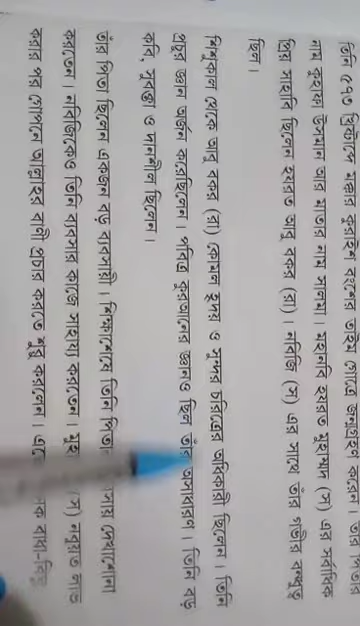 তিনি ৫৭৩ খ্রিষ্টাব্দে মক্কার কুরাইশ বংশের তাইম গোত্রে জন্মগ্রহণ করেন। তাঁর পিতার
নাম কুহাফা উসমান আর মাতার নাম সালমা। মহানবি হযরত মুহাম্মদ (স) এর সর্বাধিক
প্রিয় সাহাবি ছিলেন হযরত আবু বকর (রা)। নবিজি (স) এর সাথে তাঁর গভীর বন্ধুত্ব
ছিল।
শিশুকাল থেকে আবু বকর (রা) কোমল হৃদয় ও সুন্দর চরিত্রের অধিকারী ছিলেন। তিনি
প্রচুর জ্ঞান অর্জন করেছিলেন। পবিত্র কুরআনের জ্ঞানও ছিল তাঁর অসাধারণ। তিনি বড়
কবি, সুবক্তা ও দানশীল ছিলেন।
তাঁর পিতা ছিলেন একজন বড় ব্যবসায়ী। শিক্ষাশেষে তিনি পিতা দেখাশোনা
করতেন। নবিজিকেও তিনি ব্যবসার কাজে সাহায্য করতেন। (স) নবুয়াত লাভ
করার পর গোপনে আল্লাহর বাণী প্রচার করতে শুরু করলেন।